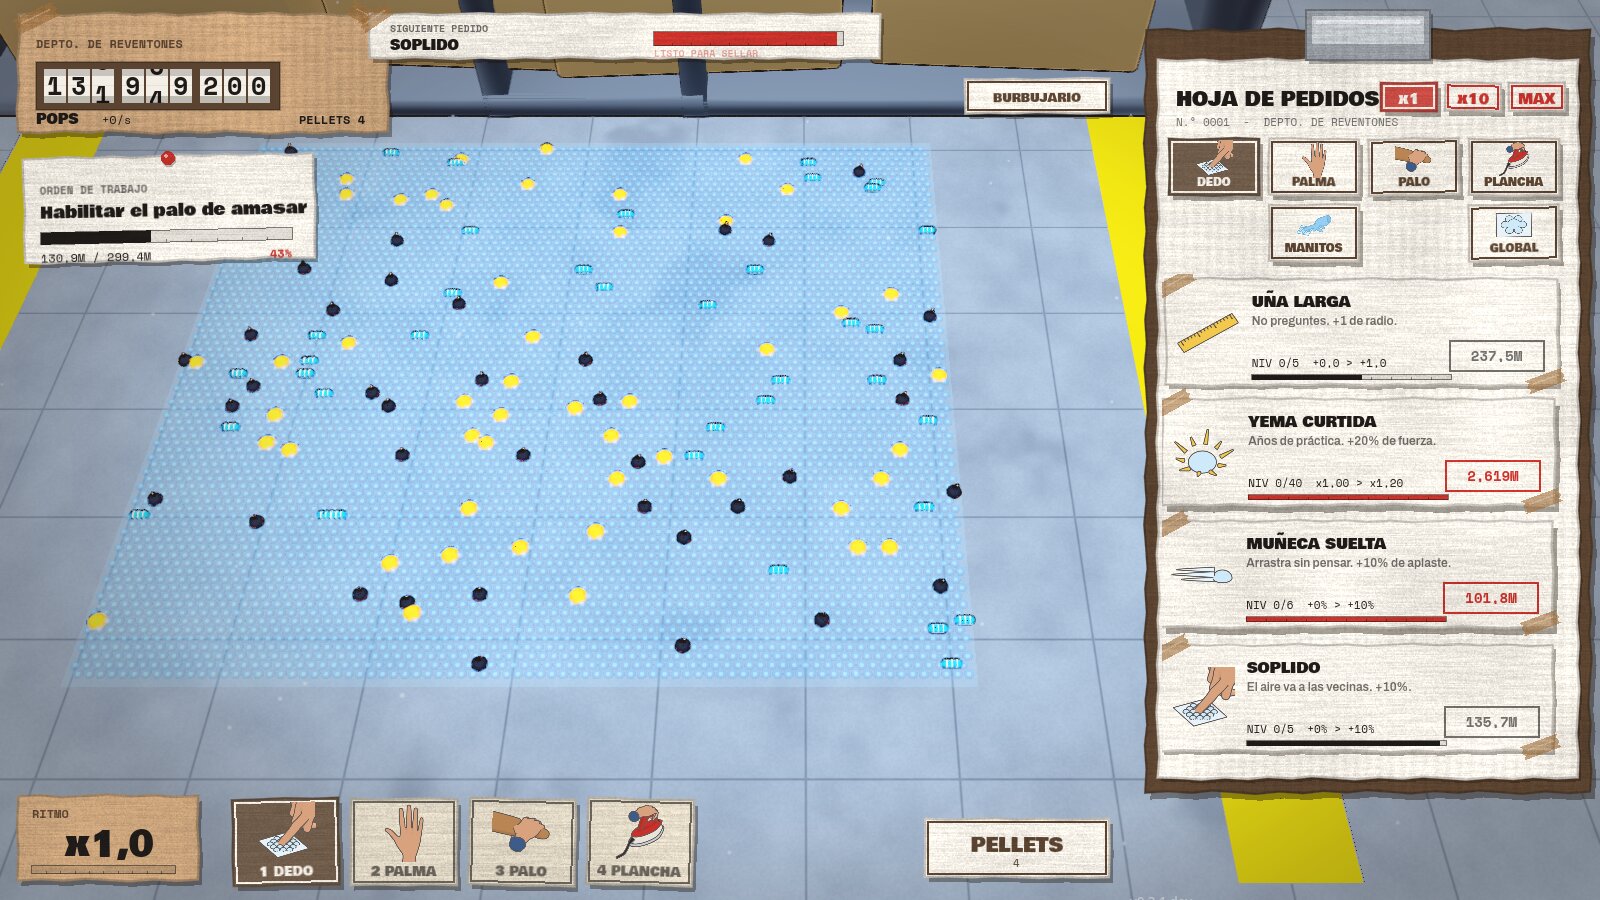 DEPTO. DE REVENTONES
POPS +0/s PELLETS 4
SIGUIENTE PEDIDO
SOPLIDO
LISTO PARA SELLAR
BURBUJARIO
ORDEN DE TRABAJO
Habilitar el palo de amasar
130,9M / 299,4M 43%
HOJA DE PEDIDOS x1 x10 MAX
N.° 0001 - DEPTO. DE REVENTONES
DEDO PALMA PALO PLANCHA
MANITOS GLOBAL
UÑA LARGA
No preguntes. +1 de radio.
NIV 0/5 +0,0 > +1,0 237,5M
YEMA CURTIDA
Años de práctica. +20% de fuerza.
NIV 0/40 x1,00 > x1,20 2,619M
MUÑECA SUELTA
Arrastra sin pensar. +10% de aplaste.
NIV 0/6 +0% > +10% 101,8M
SOPLIDO
El aire va a las vecinas. +10%.
NIV 0/5 +0% > +10% 135,7M
RITMO
x1,0
1 DEDO 2 PALMA 3 PALO 4 PLANCHA
PELLETS
4